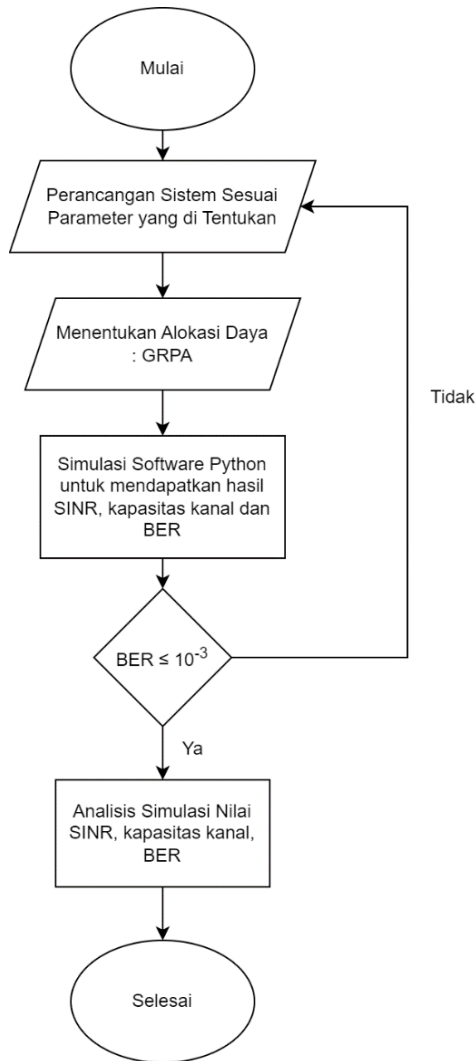 Mulai
Perancangan Sistem Sesuai
Parameter yang di Tentukan
Menentukan Alokasi Daya
: GRPA
Tidak
Simulasi Software Python
untuk mendapatkan hasil
SINR, kapasitas kanal dan
BER
BER ≤ 10⁻³
Ya
Analisis Simulasi Nilai
SINR, kapasitas kanal,
BER
Selesai